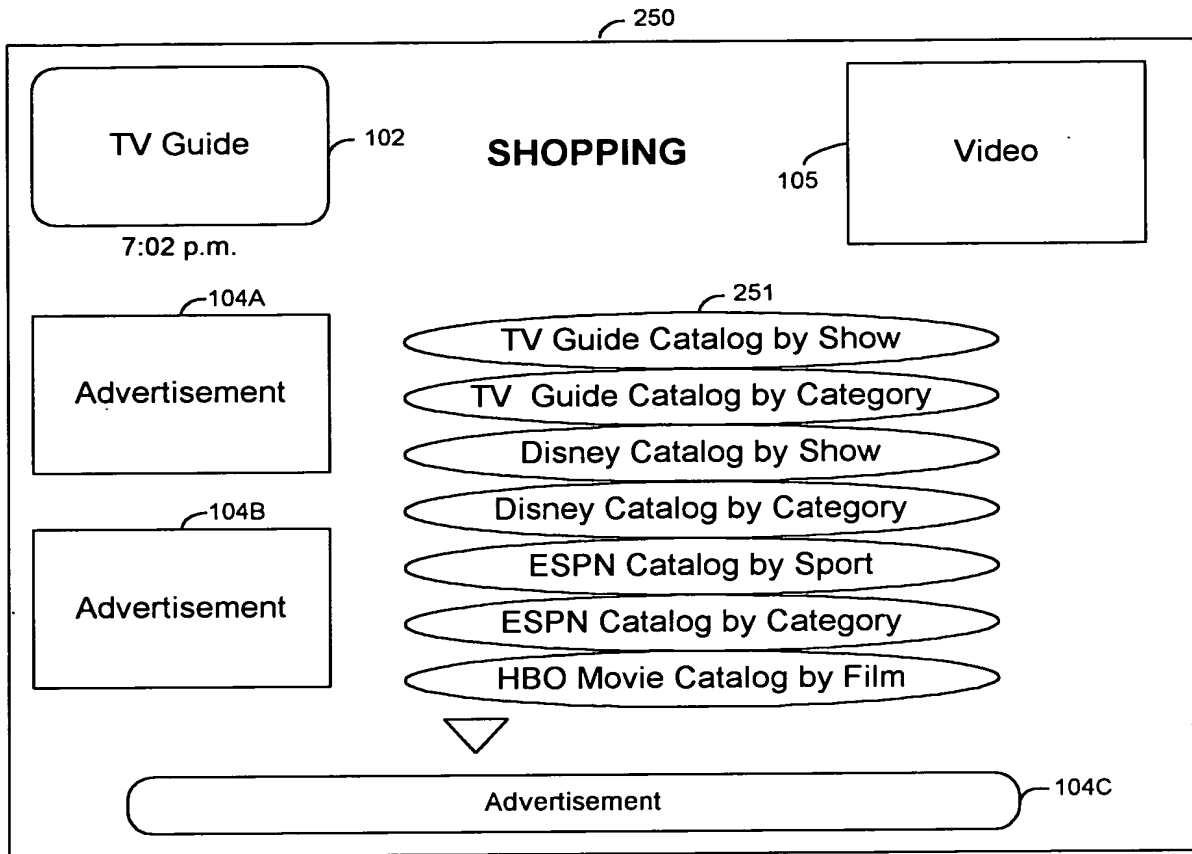 250
TV Guide
102
SHOPPING
Video
105
7:02 p.m.
104A
251
Advertisement
TV Guide Catalog by Show
TV Guide Catalog by Category
Disney Catalog by Show
104B
Disney Catalog by Category
Advertisement
ESPN Catalog by Sport
ESPN Catalog by Category
HBO Movie Catalog by Film
Advertisement
104C